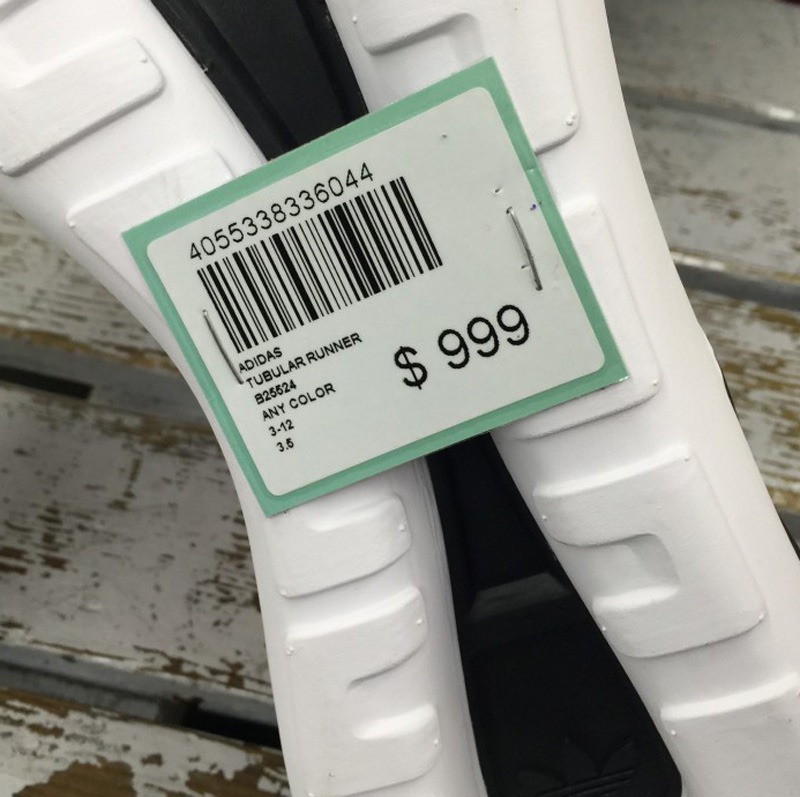 4055338336044
ADIDAS
TUBULAR RUNNER
B25524
ANY COLOR
3-12
3.5
$ 999